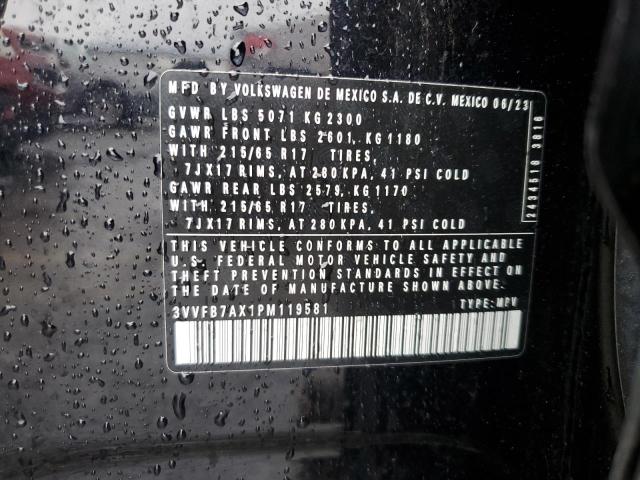 MFD BY VOLKSWAGEN DE MEXICO S.A. DE C.V. MEXICO 06/23
GVWR LBS 5071 KG 2300
GAWR FRONT LBS 2601, KG 1180
WITH 215/65 R17 TIRES,
7JX17 RIMS, AT 280 KPA, 41 PSI COLD
GAWR REAR LBS 2579, KG 1170
WITH 215/65 R17 TIRES,
7JX17 RIMS, AT 280 KPA, 41 PSI COLD
THIS VEHICLE CONFORMS TO ALL APPLICABLE
U.S. FEDERAL MOTOR VEHICLE SAFETY AND
THEFT PREVENTION STANDARDS IN EFFECT ON
THE DATE OF MANUFACTURE SHOWN ABOVE
3VVFB7AX1PM119581 TYPE: MPV
2434518 3816